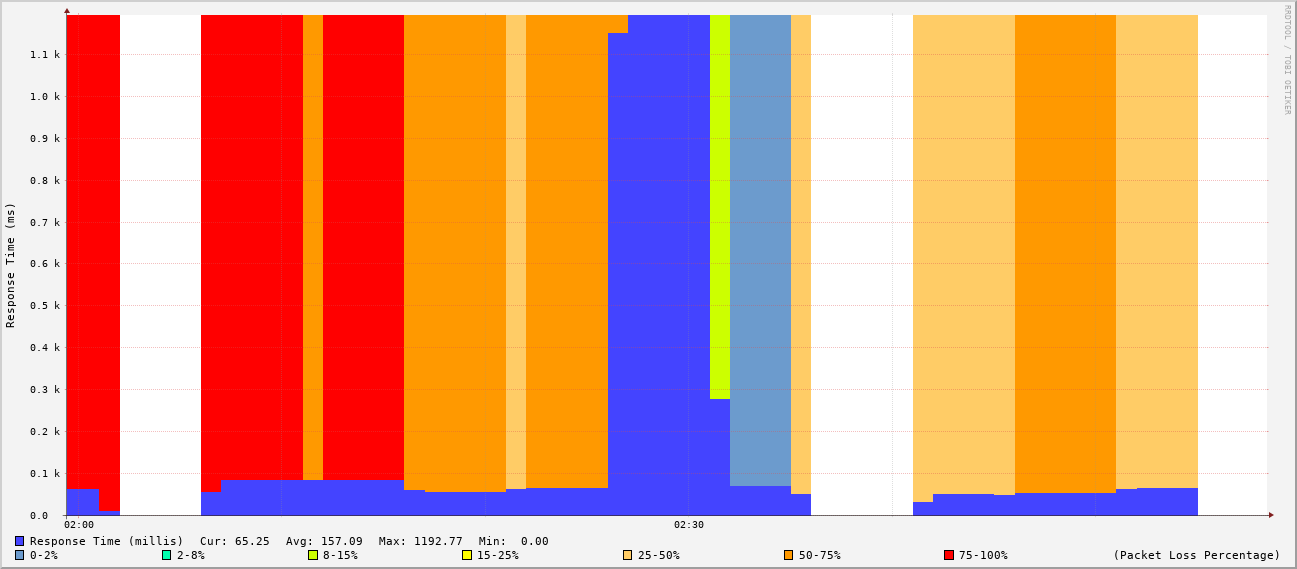 RRDTOOL / TOBI OETIKER
Response Time (ms)
1.1 k
1.0 k
0.9 k
0.8 k
0.7 k
0.6 k
0.5 k
0.4 k
0.3 k
0.2 k
0.1 k
0.0
02:00 02:30
Response Time (millis) Cur: 65.25 Avg: 157.09 Max: 1192.77 Min: 0.00
0-2% 2-8% 8-15% 15-25% 25-50% 50-75% 75-100% (Packet Loss Percentage)